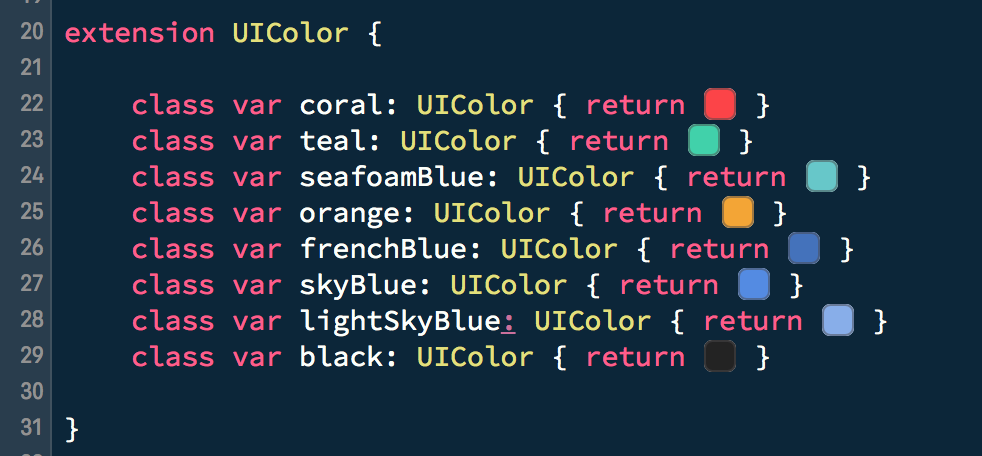 20 extension UIColor {
21
22 class var coral: UIColor { return }
23 class var teal: UIColor { return }
24 class var seafoamBlue: UIColor { return }
25 class var orange: UIColor { return }
26 class var frenchBlue: UIColor { return }
27 class var skyBlue: UIColor { return }
28 class var lightSkyBlue: UIColor { return }
29 class var black: UIColor { return }
30
31 }